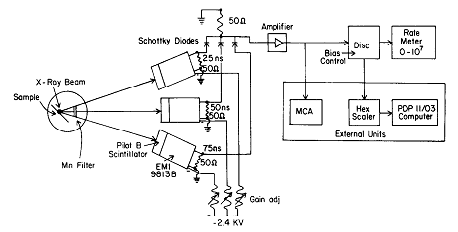 50Ω
Amplifier
Schottky Diodes
Disc
Rate
Meter
0-10⁷
Bias
Control
25ns
50Ω
X-Ray Beam
Sample
50ns
50Ω
MCA
Hex
Scaler
PDP 11/03
Computer
External Units
Mn Filter
Pilot B
Scintillator
75ns
50Ω
EMI
9813B
Gain adj
-2.4 KV